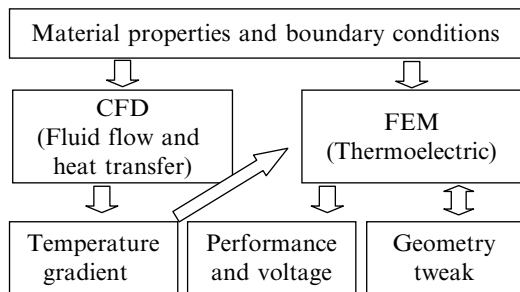 Material properties and boundary conditions
CFD
(Fluid flow and
heat transfer)
FEM
(Thermoelectric)
Temperature
gradient
Performance
and voltage
Geometry
tweak